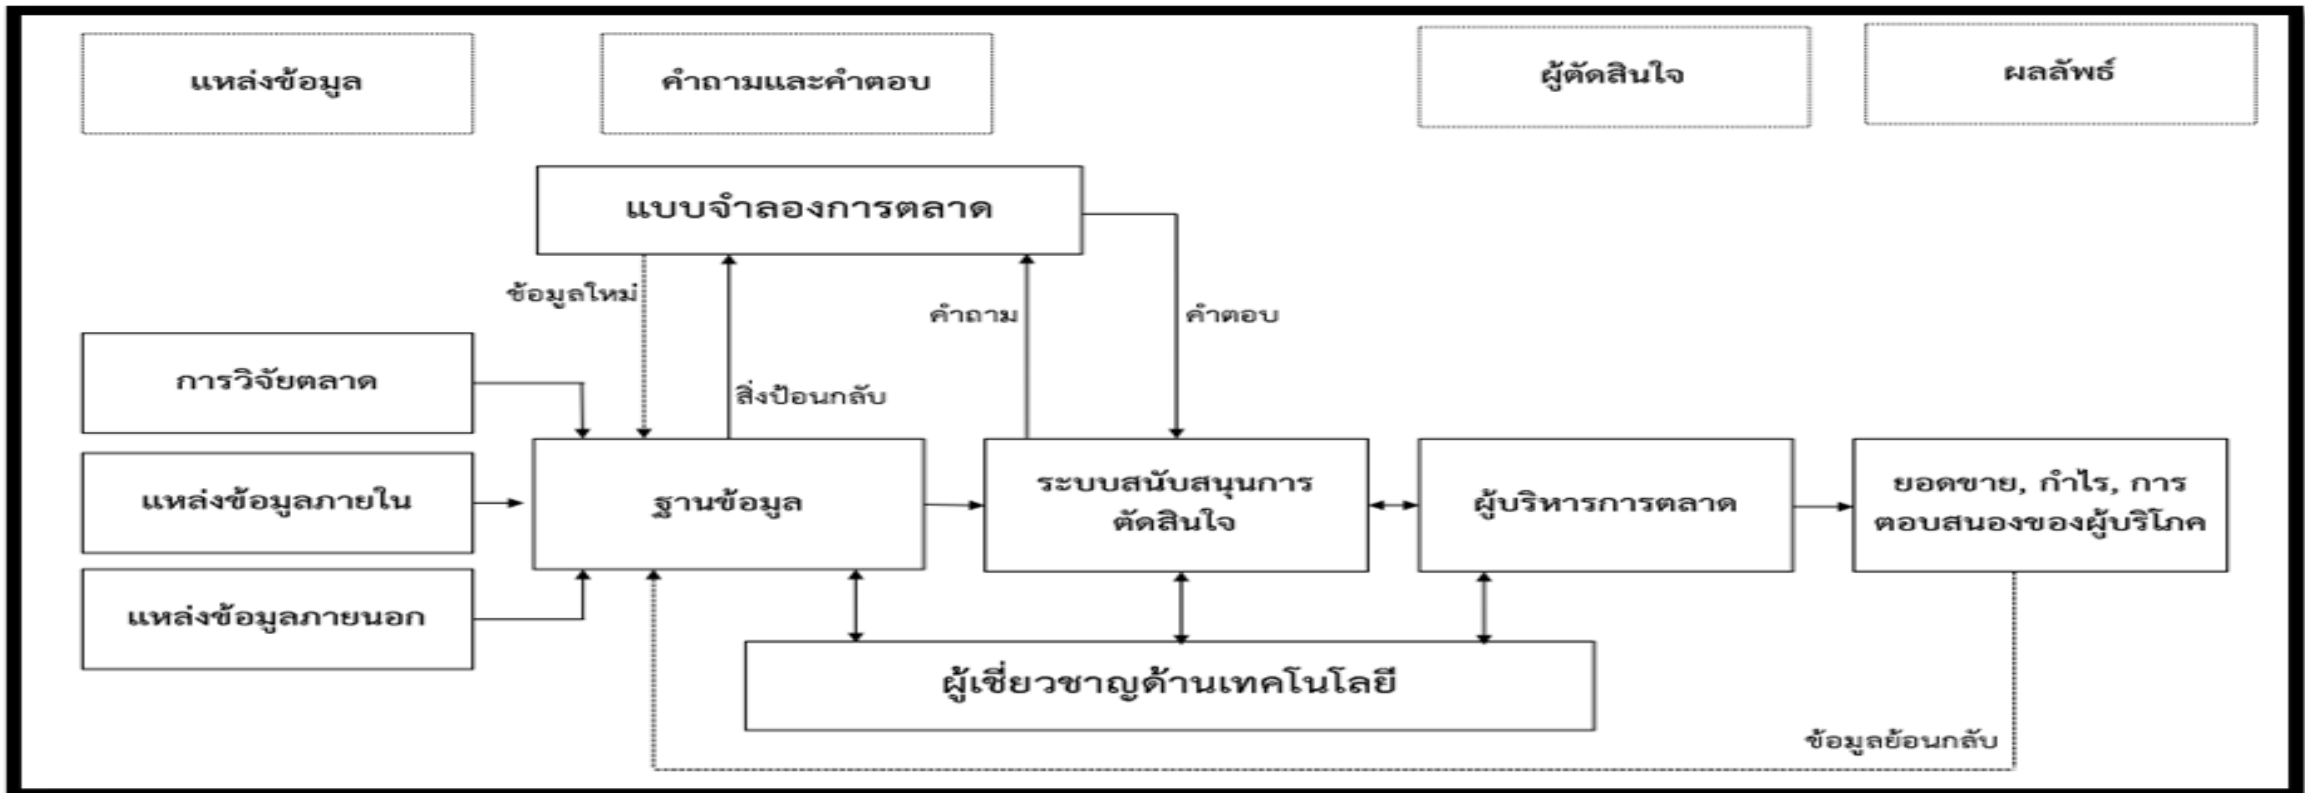 แหล่งข้อมูล
คำถามและคำตอบ
ผู้ตัดสินใจ
ผลลัพธ์
แบบจำลองการตลาด
ข้อมูลใหม่
คำถาม
คำตอบ
การวิจัยตลาด
สิ่งป้อนกลับ
แหล่งข้อมูลภายใน
ฐานข้อมูล
ระบบสนับสนุนการ
ตัดสินใจ
ผู้บริหารการตลาด
ยอดขาย, กำไร, การ
ตอบสนองของผู้บริโภค
แหล่งข้อมูลภายนอก
ผู้เชี่ยวชาญด้านเทคโนโลยี
ข้อมูลย้อนกลับ